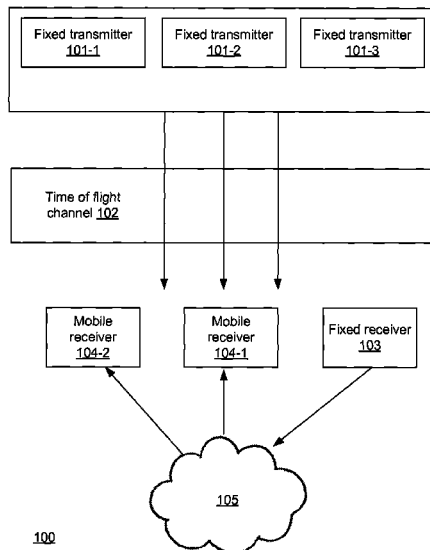 Fixed transmitter
101-1
Fixed transmitter
101-2
Fixed transmitter
101-3
Time of flight
channel 102
Mobile
receiver
104-2
Mobile
receiver
104-1
Fixed receiver
103
105
100